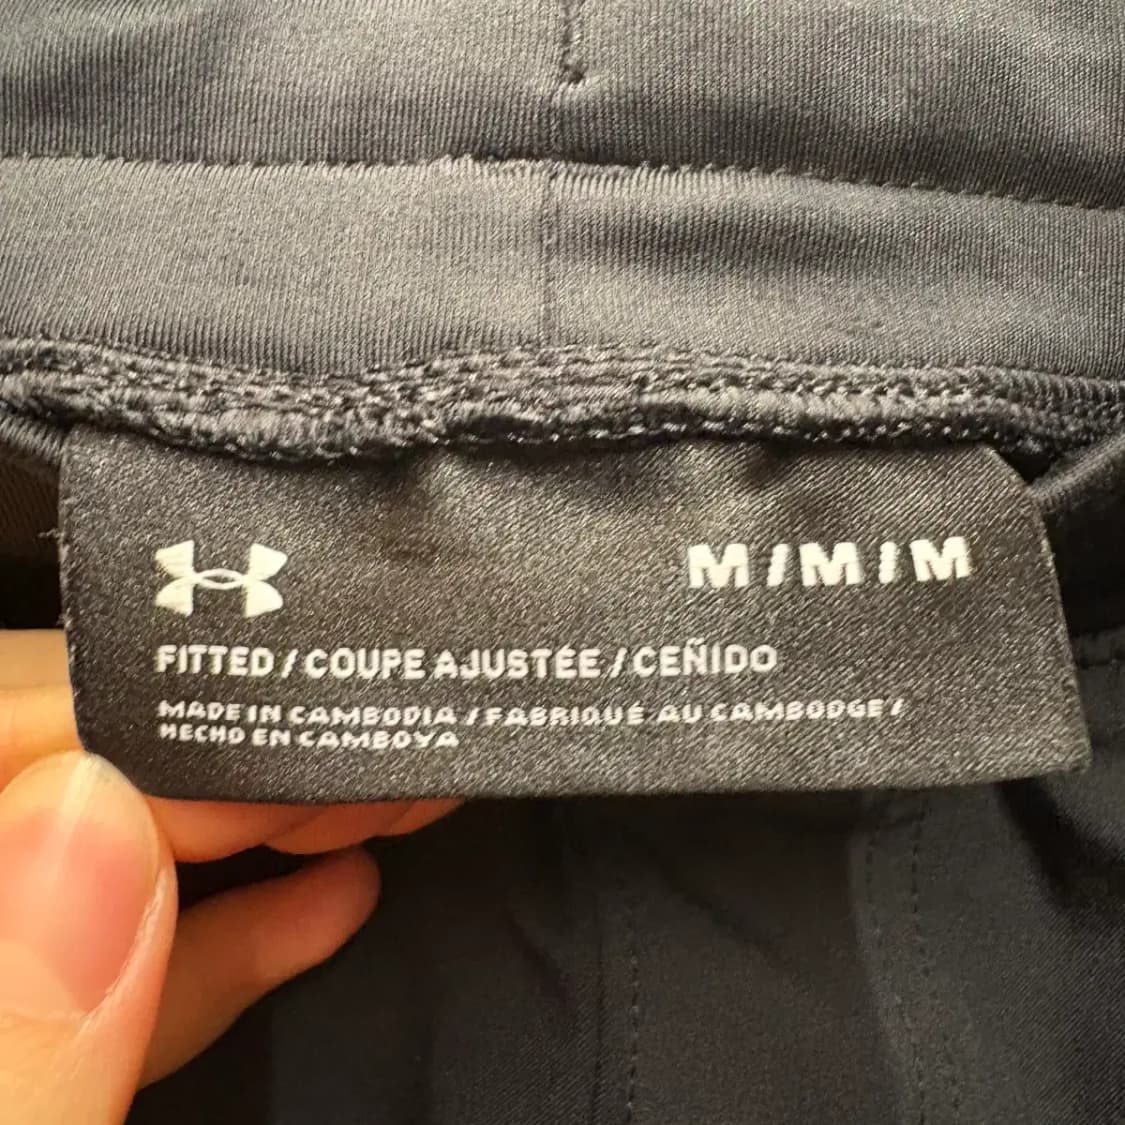 M / M / M
FITTED / COUPE AJUSTÉE / CEÑIDO
MADE IN CAMBODIA / FABRIQUÉ AU CAMBODGE /
HECHO EN CAMBOYA